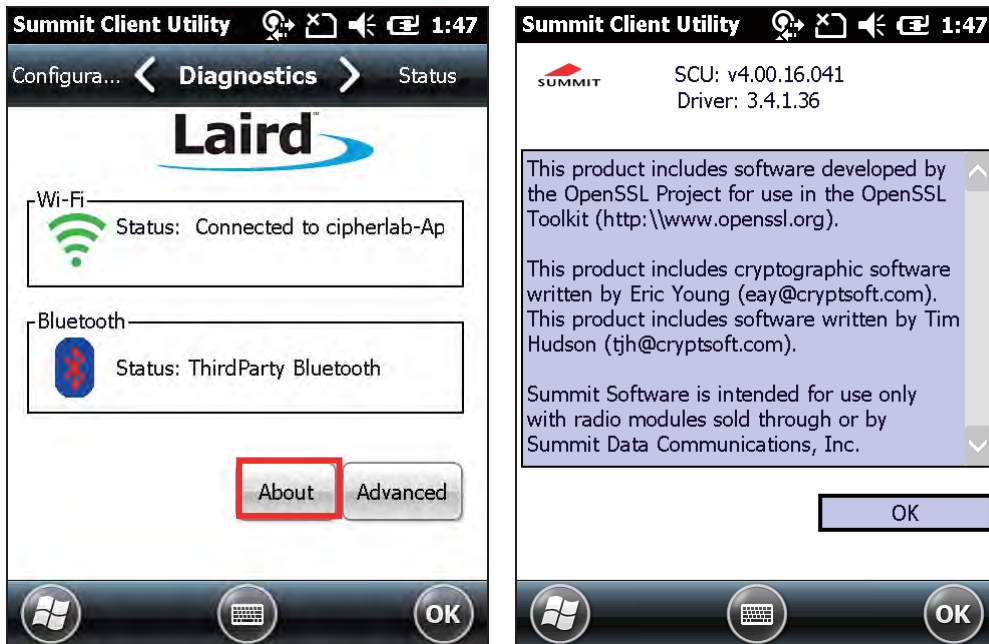 Summit Client Utility 1:47
Configura... Diagnostics Status
Laird™
Wi-Fi
Status: Connected to cipherlab-Ap
Bluetooth
Status: ThirdParty Bluetooth
About Advanced
OK
Summit Client Utility 1:47
SUMMIT
SCU: v4.00.16.041
Driver: 3.4.1.36
This product includes software developed by
the OpenSSL Project for use in the OpenSSL
Toolkit (http:\\www.openssl.org).
This product includes cryptographic software
written by Eric Young (eay@cryptsoft.com).
This product includes software written by Tim
Hudson (tjh@cryptsoft.com).
Summit Software is intended for use only
with radio modules sold through or by
Summit Data Communications, Inc.
OK
OK